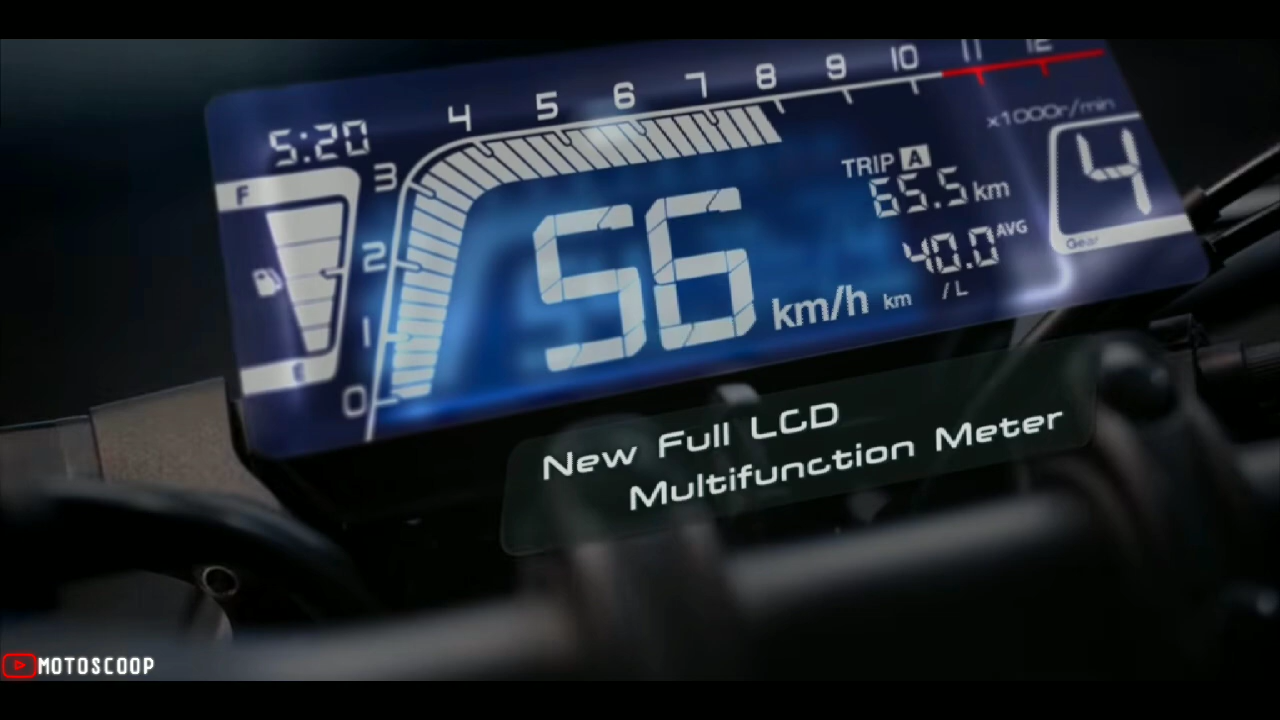 4 5 6 7 8 9 10 11 12
x1000r/min
5:20
F
3
2
1
0
E
TRIP A
65.5 km
4
Gear
56 km/h
40.0 AVG
km/L
New Full LCD
Multifunction Meter
MOTOSCOOP